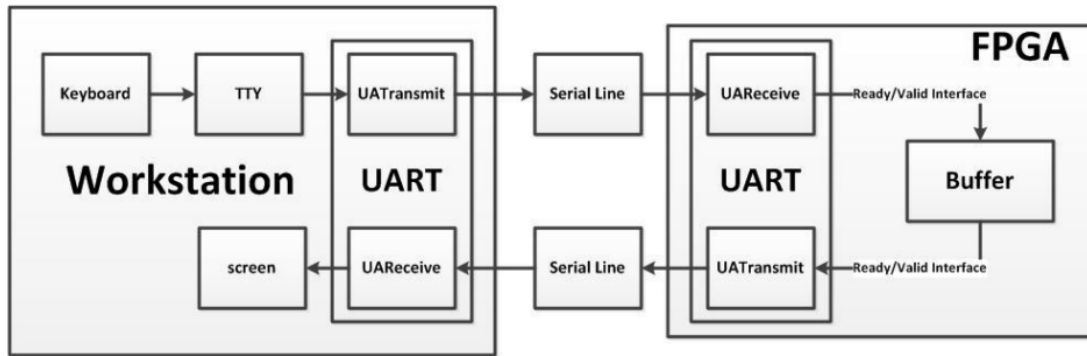 FPGA
Keyboard
TTY
UATransmit
Serial Line
UAReceive
Ready/Valid Interface
Workstation
UART
UART
Buffer
screen
UAReceive
Serial Line
UATransmit
Ready/Valid Interface